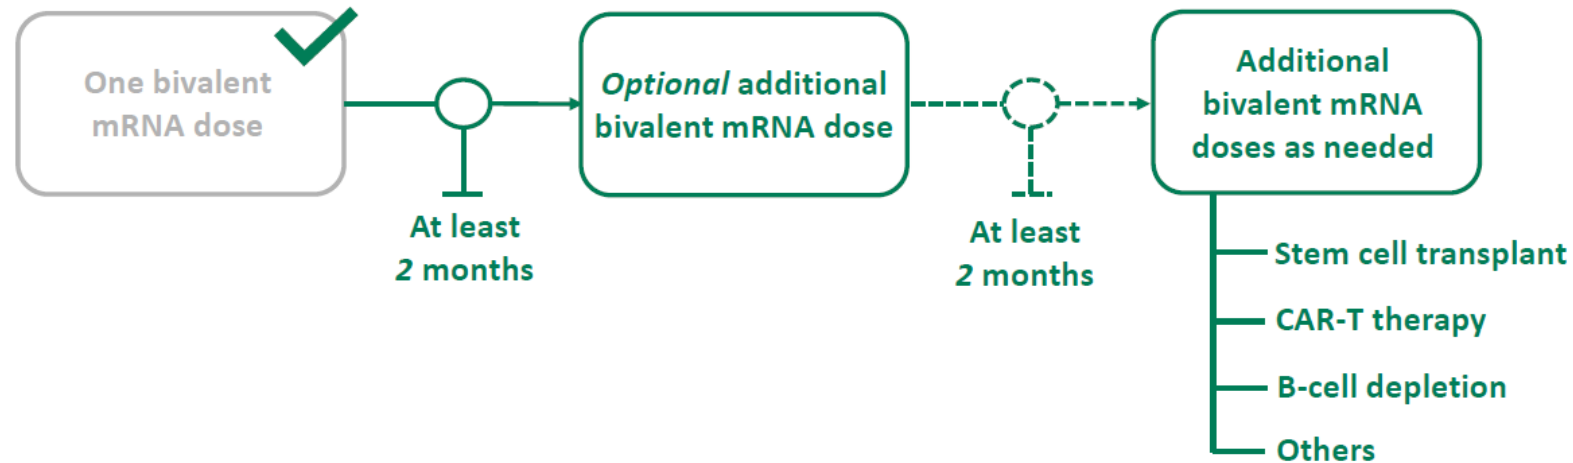 One bivalent
mRNA dose
At least
2 months
Optional additional
bivalent mRNA dose
At least
2 months
Additional
bivalent mRNA
doses as needed
Stem cell transplant
CAR-T therapy
B-cell depletion
Others